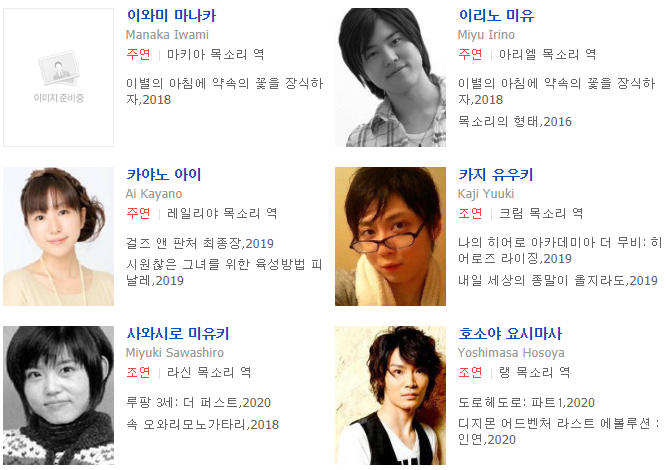 이와미 마나카
Manaka Iwami
주연 | 마키아 목소리 역
이별의 아침에 약속의 꽃을 장식하
자,2018
이미지 준비중
이리노 미유
Miyu Irino
주연 | 아리엘 목소리 역
이별의 아침에 약속의 꽃을 장식하
자,2018
목소리의 형태,2016
카야노 아이
Ai Kayano
주연 | 레일리야 목소리 역
걸즈 앤 판처 최종장,2019
시원찮은 그녀를 위한 육성방법 피
날레,2019
카지 유우키
Kaji Yuuki
조연 | 크림 목소리 역
나의 히어로 아카데미아 더 무비: 히
어로즈 라이징,2019
내일 세상의 종말이 올지라도,2019
사와시로 미유키
Miyuki Sawashiro
조연 | 라신 목소리 역
루팡 3세: 더 퍼스트,2020
속 오와리모노가타리,2018
호소야 요시마사
Yoshimasa Hosoya
조연 | 랭 목소리 역
도로헤도로: 파트1,2020
디지몬 어드벤처 라스트 에볼루션 :
인연,2020